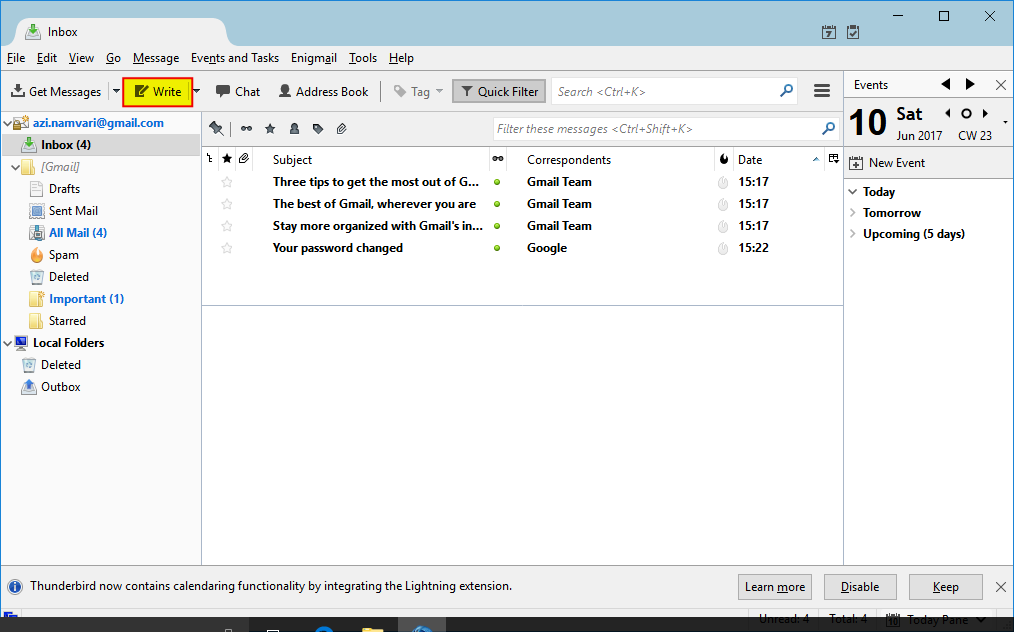 Inbox
File Edit View Go Message Events and Tasks Enigmail Tools Help
Get Messages Write Chat Address Book Tag Quick Filter Search <Ctrl+K>
Events
azi.namvari@gmail.com
Inbox (4)
[Gmail]
Drafts
Sent Mail
All Mail (4)
Spam
Deleted
Important (1)
Starred
Local Folders
Deleted
Outbox
Filter these messages <Ctrl+Shift+K>
Subject Correspondents Date
Three tips to get the most out of G... Gmail Team 15:17
The best of Gmail, wherever you are Gmail Team 15:17
Stay more organized with Gmail's in... Gmail Team 15:17
Your password changed Google 15:22
10 Sat
Jun 2017 CW 23
New Event
Today
Tomorrow
Upcoming (5 days)
Thunderbird now contains calendaring functionality by integrating the Lightning extension.
Learn more Disable Keep
Unread: 4 Total: 4 Today Pane